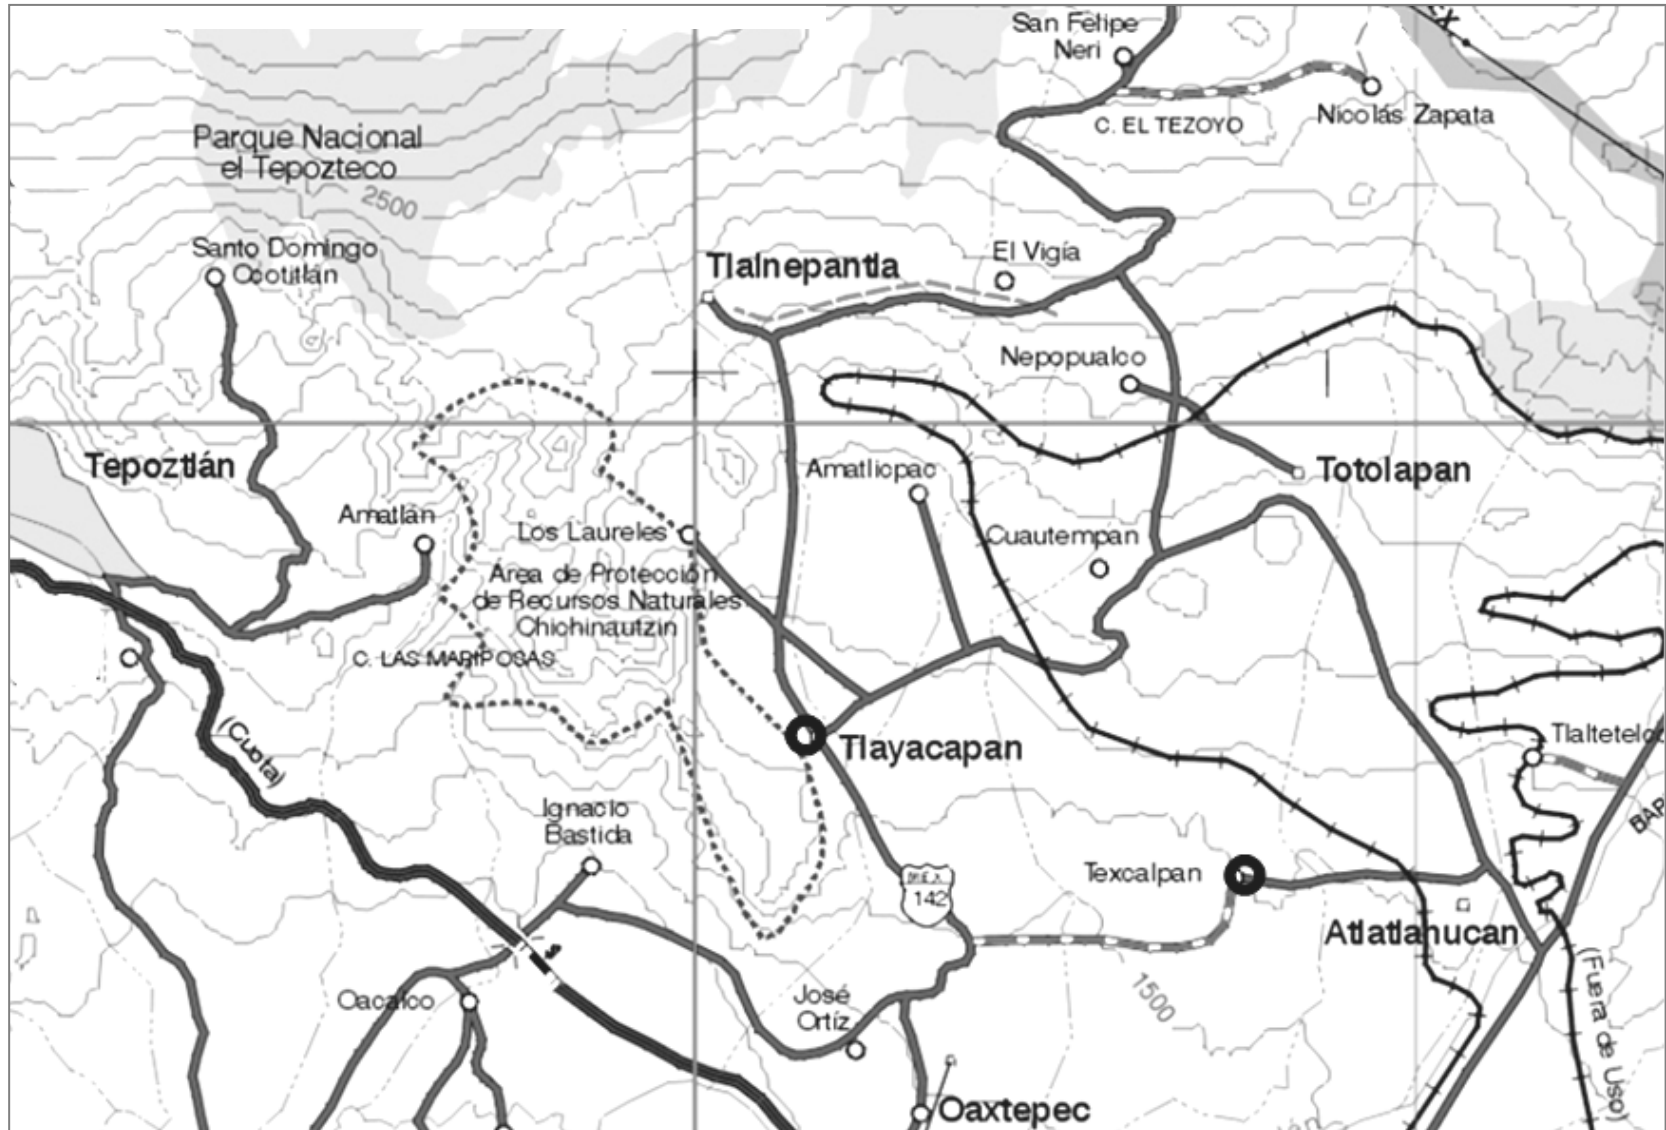 San Felipe
Neri
C. EL TEZOYO
Nicolás Zapata
Parque Nacional
el Tepozteco
2500
Santo Domingo
Ocotitlán
Tlalnepantla
El Vigía
Nepopualco
Tepoztlán
Amatlicpac
Totolapan
Amatlán
Los Laureles
Cuautempan
Area de Protección
de Recursos Naturales
Chichinautzin
C. LAS MARIPOSAS
(Cuota)
Tlayacapan
Tlaltetelco
Ignacio
Bastida
BAR
Texcalpan
MEX
142
Atlatlahucan
Oacalco
José
Ortíz
1500
(Fuera de Uso)
Oaxtepec